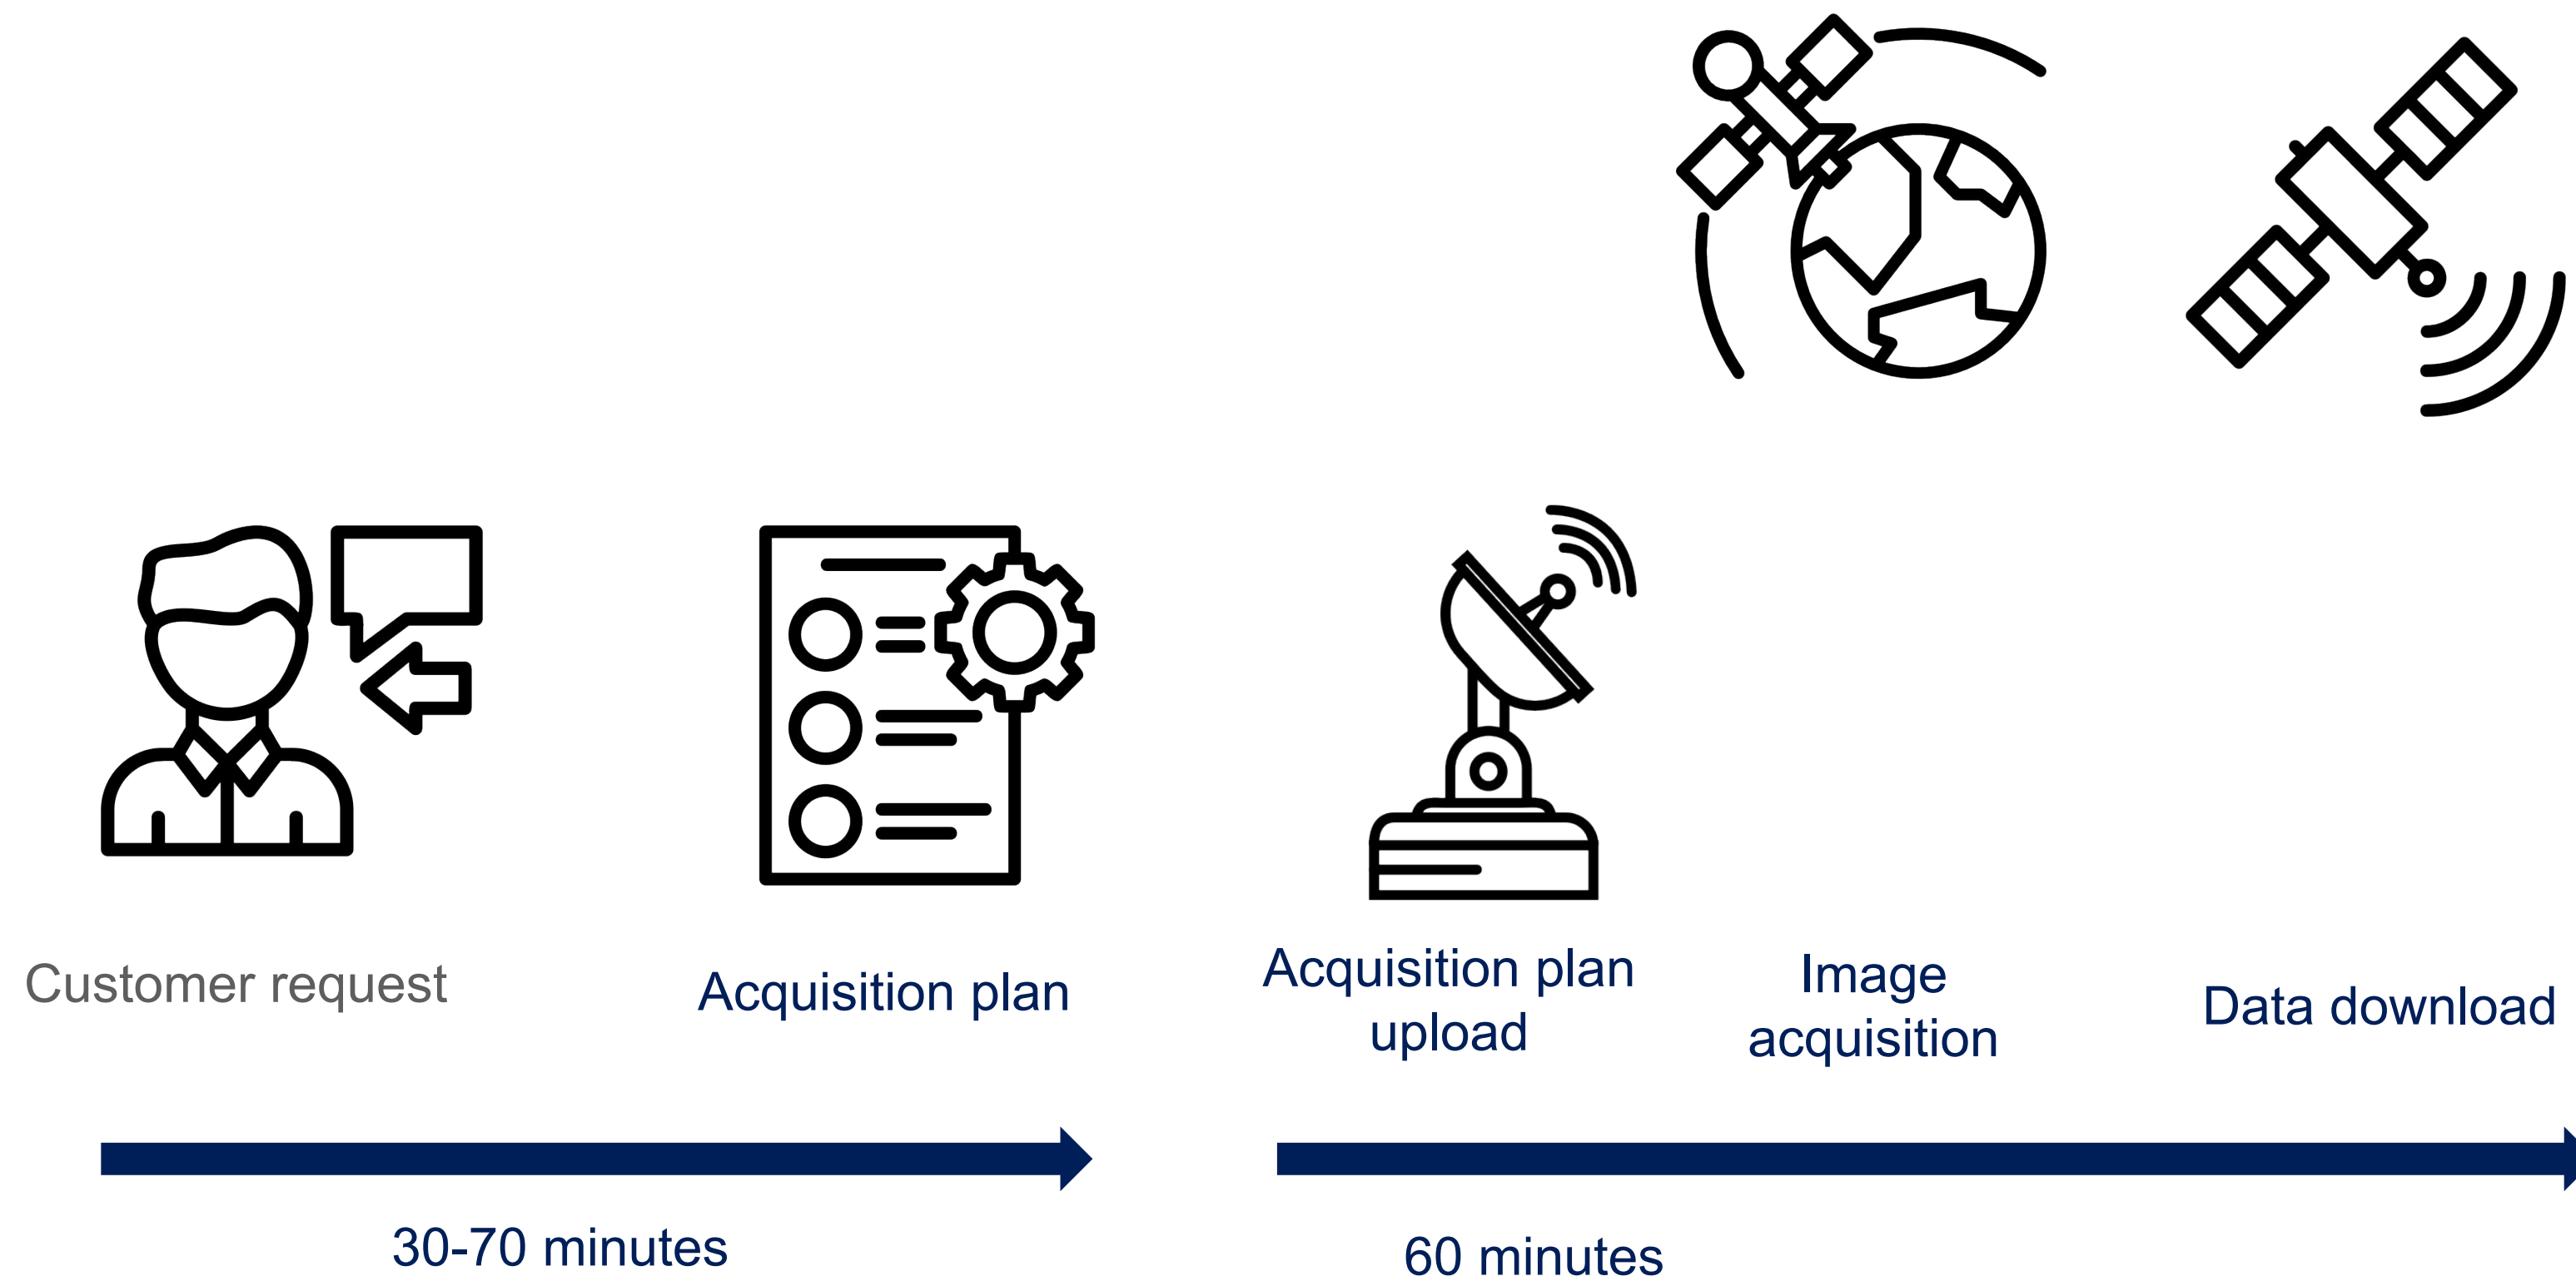 Customer request
Acquisition plan
Acquisition plan
upload
Image
acquisition
Data download
30-70 minutes
60 minutes